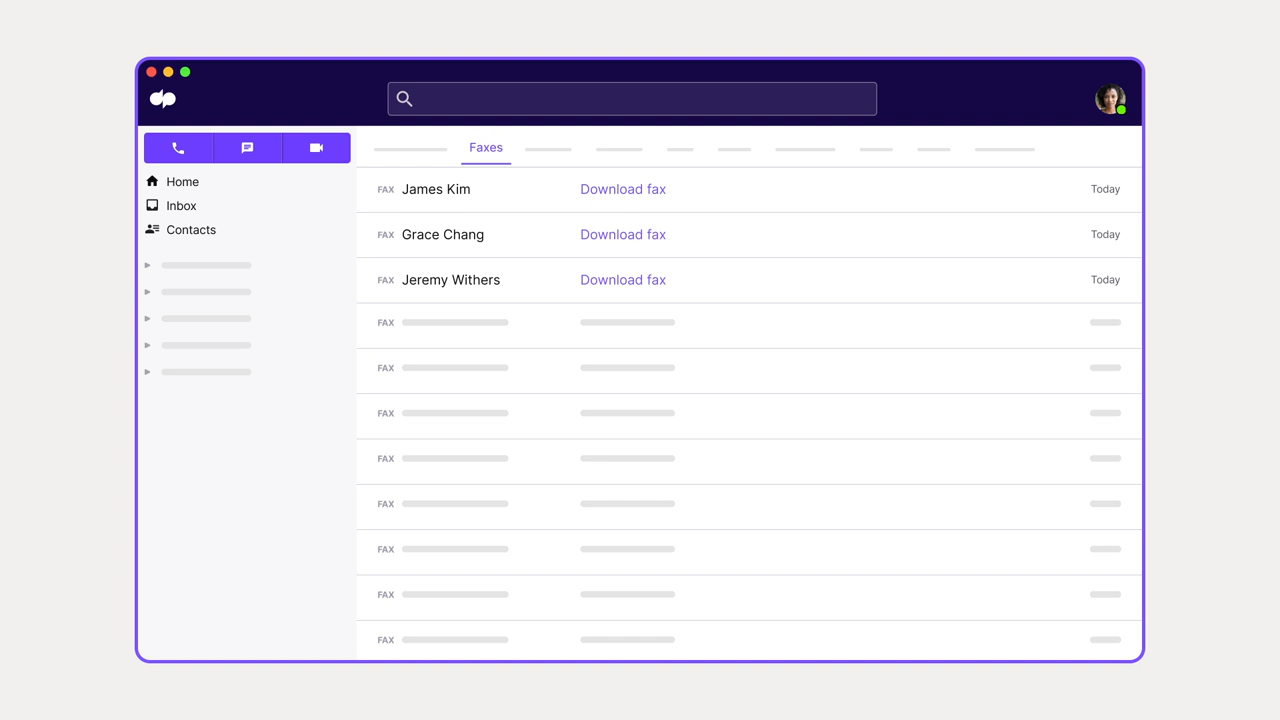 Faxes
Home
Inbox
Contacts
FAX James Kim Download fax Today
FAX Grace Chang Download fax Today
FAX Jeremy Withers Download fax Today
FAX
FAX
FAX
FAX
FAX
FAX
FAX
FAX